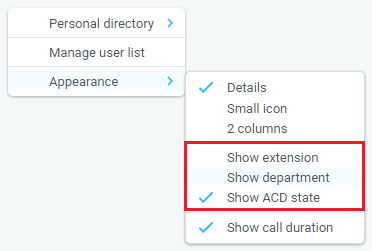 Personal directory
Manage user list
Appearance
Details
Small icon
2 columns
Show extension
Show department
Show ACD state
Show call duration